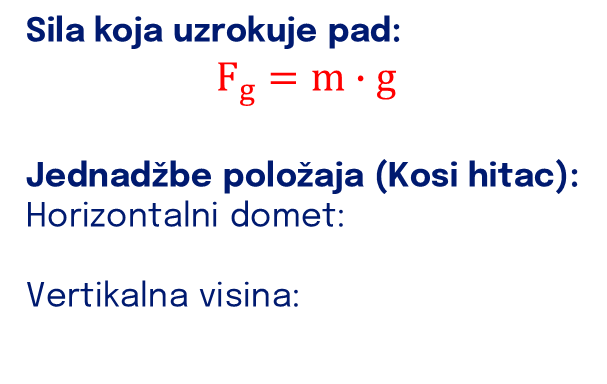 Sila koja uzrokuje pad:
F_g = m · g
Jednadžbe položaja (Kosi hitac):
Horizontalni domet:
Vertikalna visina: